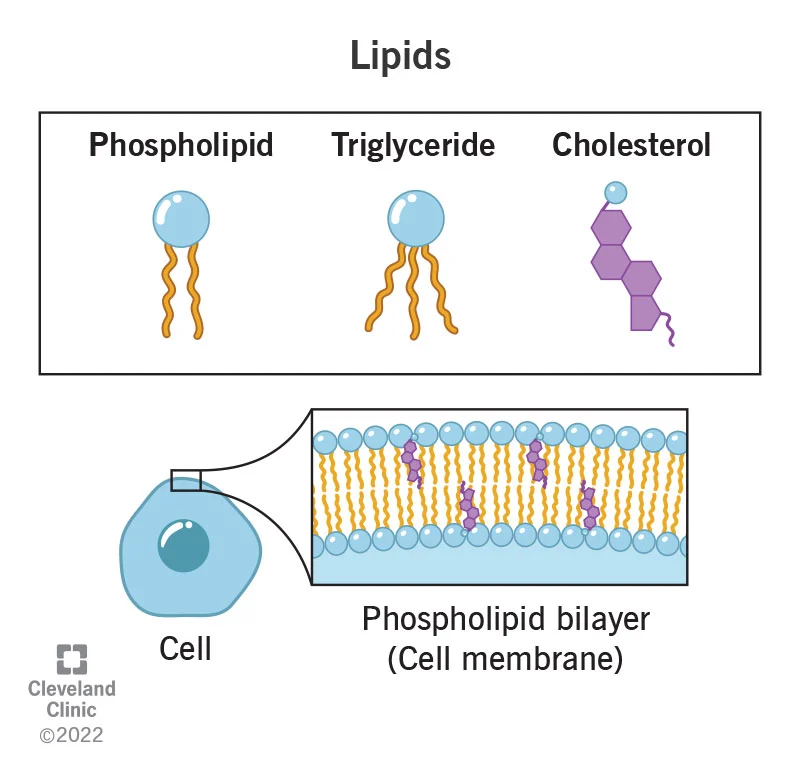 Lipids
Phospholipid
Triglyceride
Cholesterol
Cell
Phospholipid bilayer
(Cell membrane)
Cleveland
Clinic
©2022